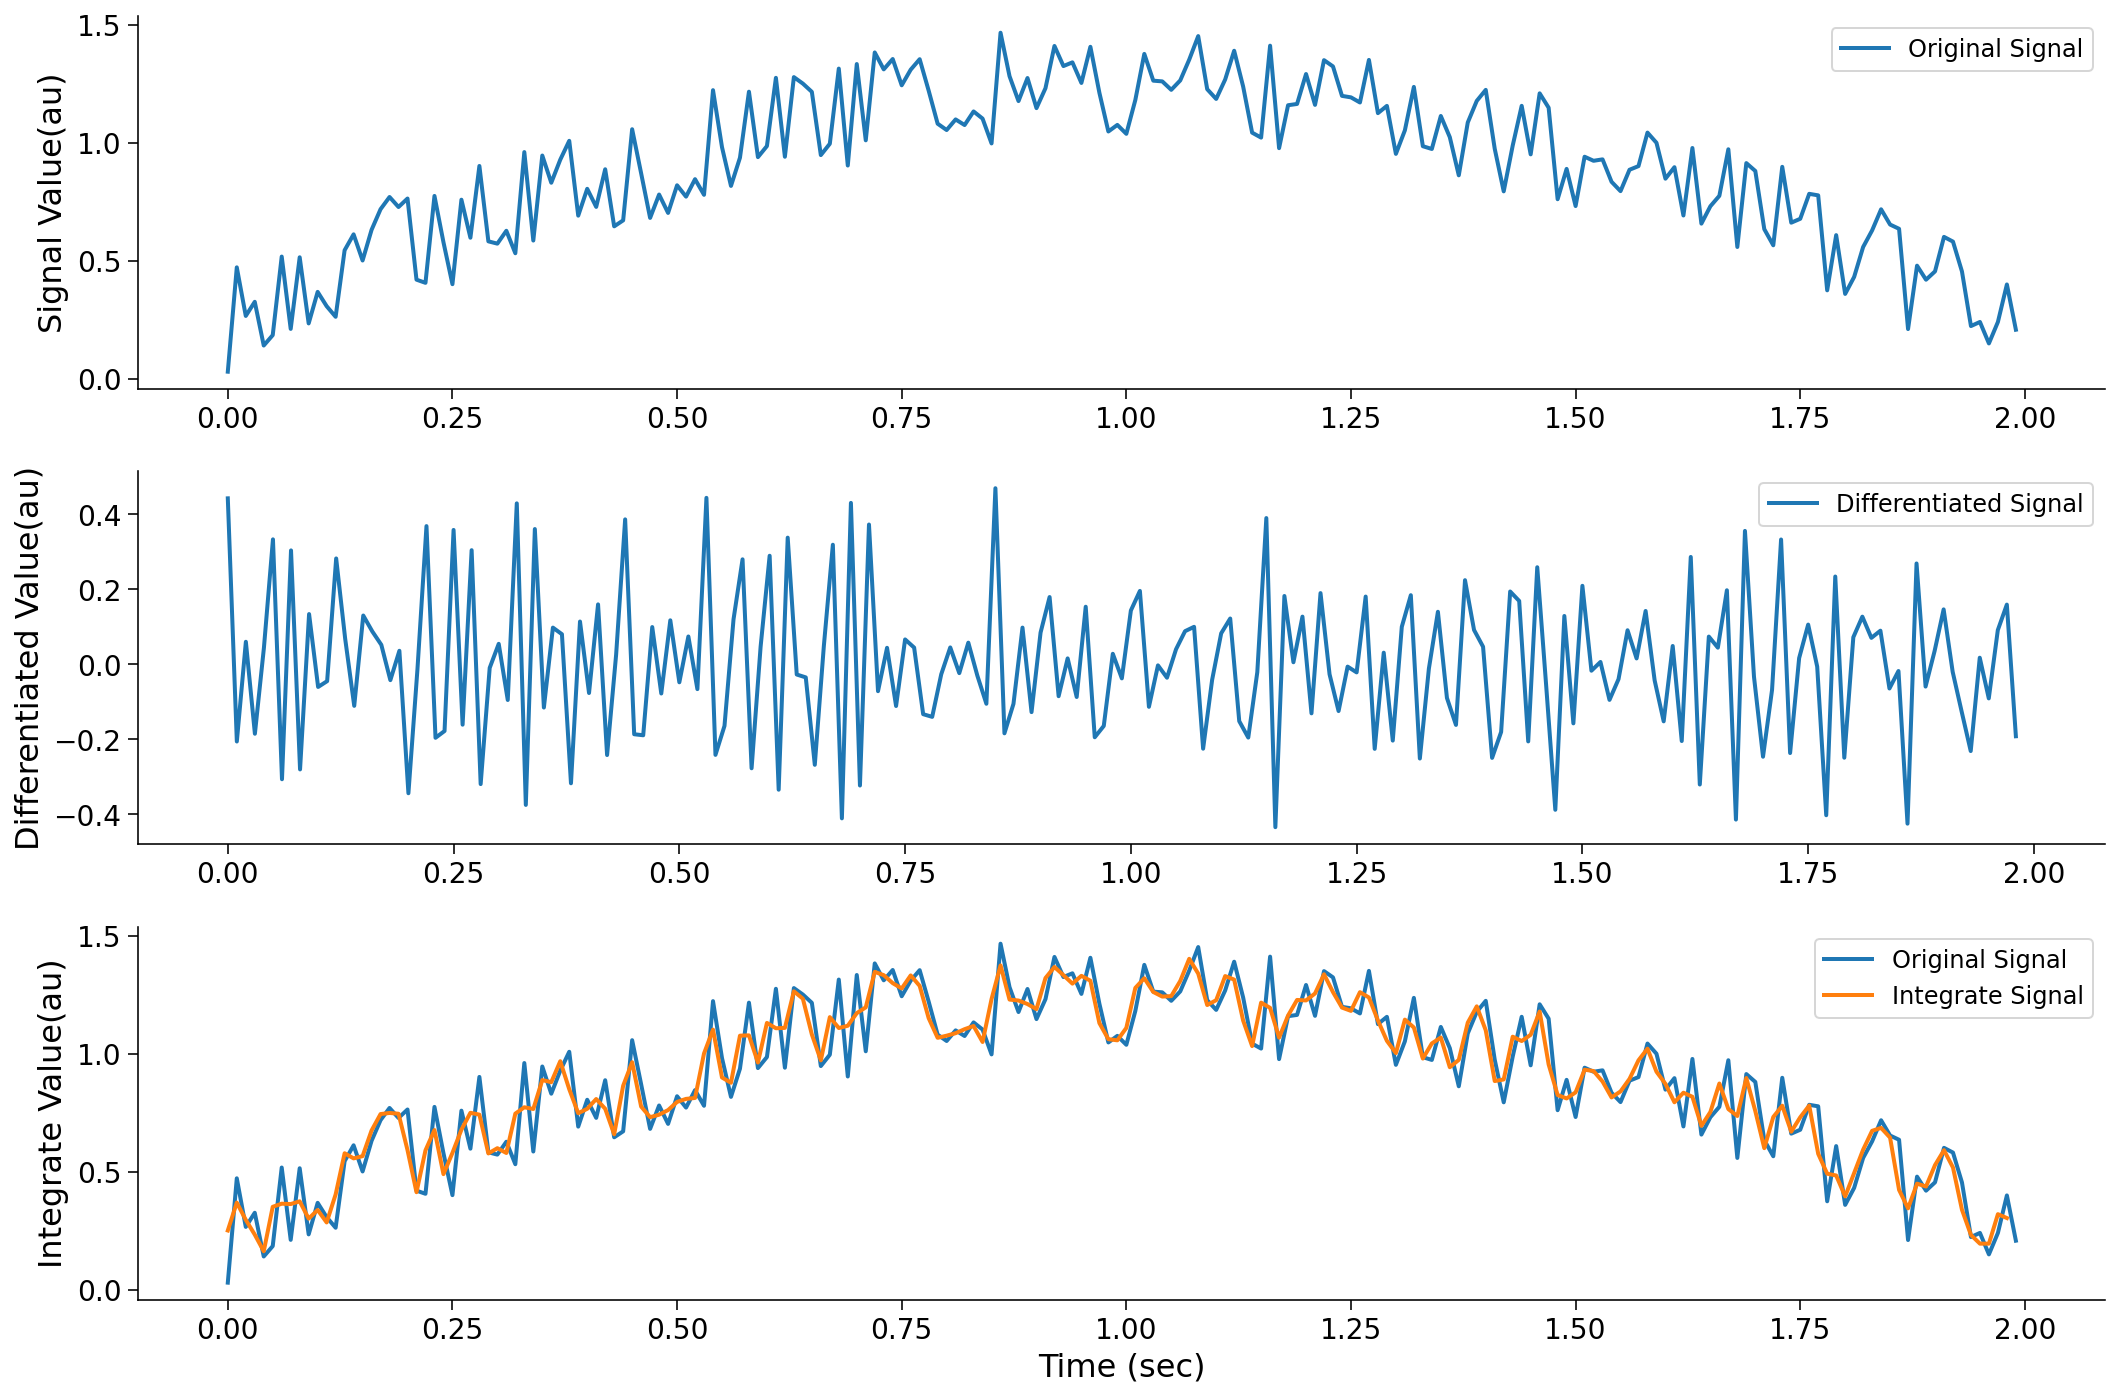 Signal Value(au)
1.5
1.0
0.5
0.0
Original Signal
0.00 0.25 0.50 0.75 1.00 1.25 1.50 1.75 2.00
Differentiated Value(au)
0.4
0.2
0.0
−0.2
−0.4
Differentiated Signal
0.00 0.25 0.50 0.75 1.00 1.25 1.50 1.75 2.00
Integrate Value(au)
1.5
1.0
0.5
0.0
Original Signal
Integrate Signal
0.00 0.25 0.50 0.75 1.00 1.25 1.50 1.75 2.00
Time (sec)